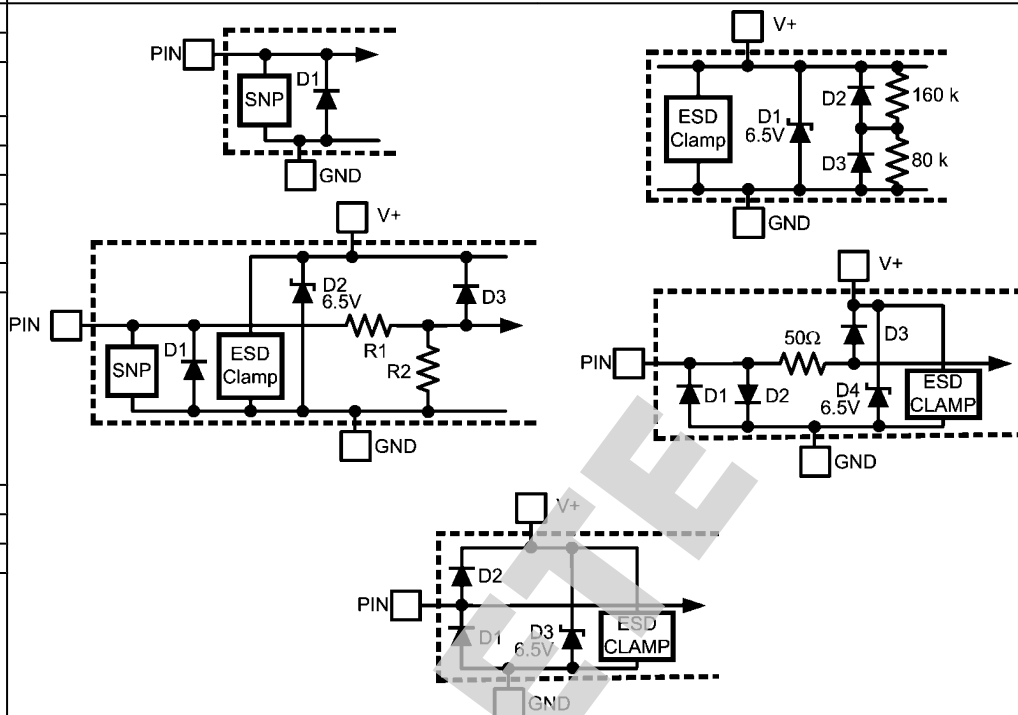 PIN
SNP
D1
GND
V+
ESD
Clamp
D1
6.5V
D2
D3
160 k
80 k
GND
V+
PIN
SNP
D1
ESD
Clamp
D2
6.5V
R1
R2
D3
GND
V+
PIN
D1
D2
50Ω
D3
D4
6.5V
ESD
CLAMP
GND
V+
PIN
D2
D1
D3
6.5V
ESD
CLAMP
GND
ETE